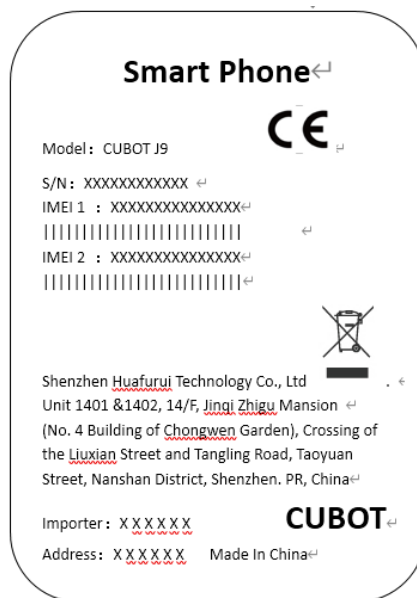 Smart Phone
CE
Model：CUBOT J9
S/N：XXXXXXXXXXXX
IMEI 1 ：XXXXXXXXXXXXXXX
||||||||||||||||||||||||||
IMEI 2 ：XXXXXXXXXXXXXXX
||||||||||||||||||||||||||
Shenzhen Huafurui Technology Co., Ltd .
Unit 1401 &1402, 14/F, Jinqi Zhigu Mansion
(No. 4 Building of Chongwen Garden), Crossing of
the Liuxian Street and Tangling Road, Taoyuan
Street, Nanshan District, Shenzhen. PR, China
Importer：X X X X X X CUBOT
Address：X X X X X X Made In China